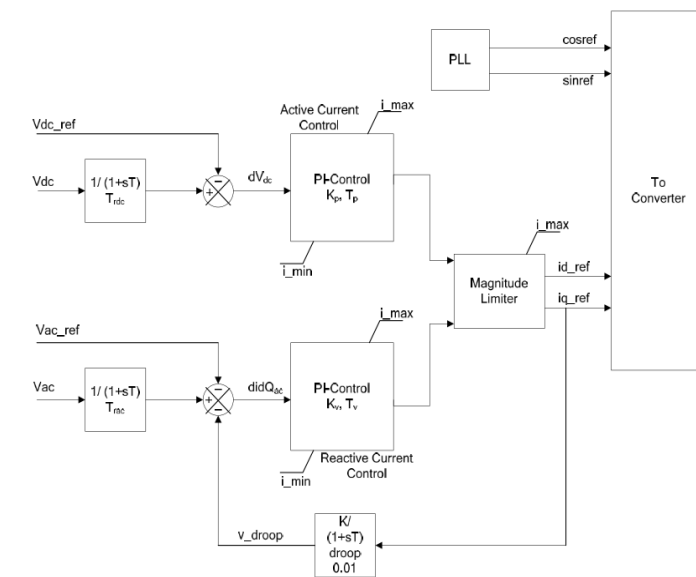 cosref
PLL
sinref
To
Converter
Active Current
Control
i_max
Vdc_ref
Vdc
1/ (1+sT)
Trdc
dVdc
PI-Control
Kp, Tp
i_min
i_max
Magnitude
Limiter
id_ref
iq_ref
Vac_ref
i_max
Vac
1/ (1+sT)
Trac
didQac
PI-Control
Kv, Tv
i_min
Reactive Current
Control
v_droop
K/
(1+sT)
droop
0.01